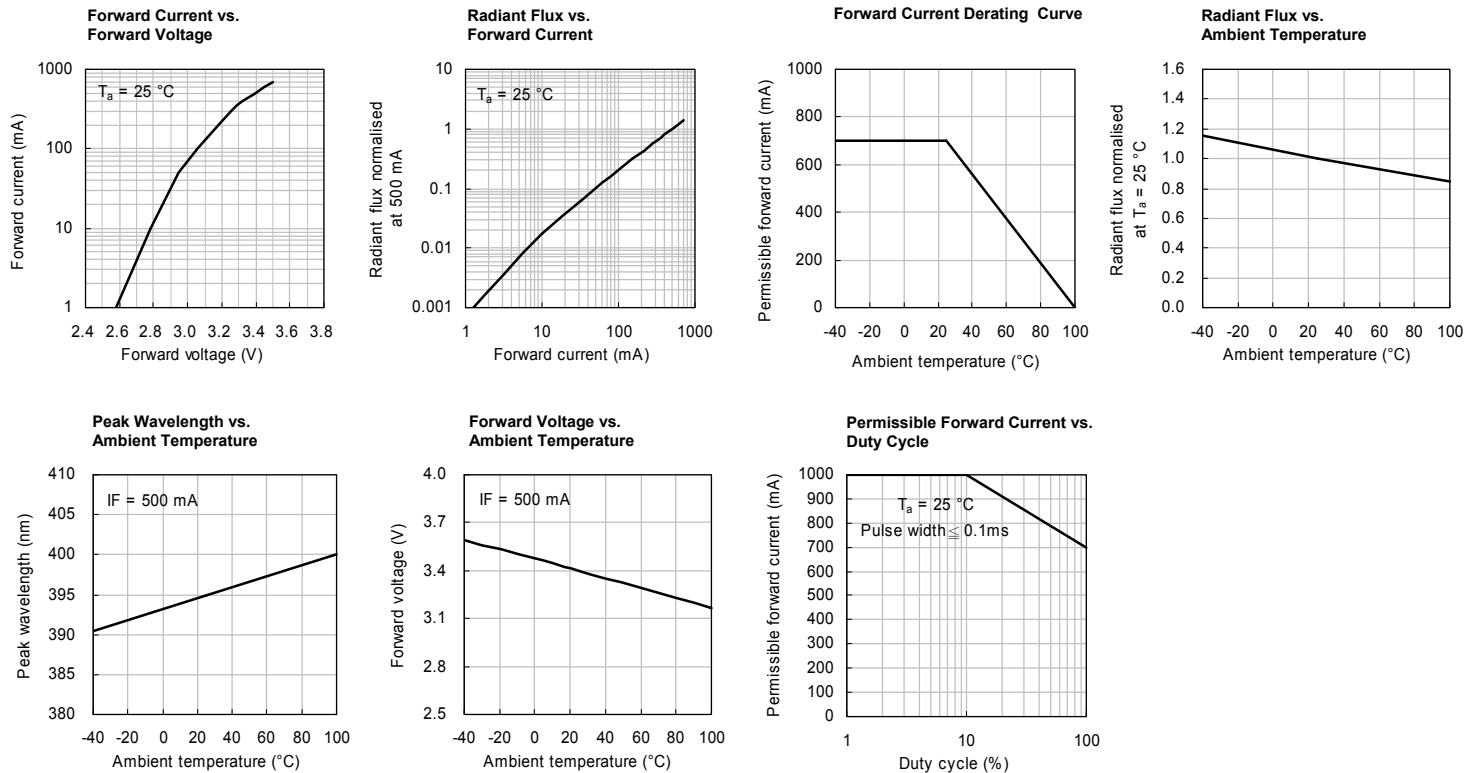 Forward Current vs.
Forward Voltage
1000
100
10
1
Tₐ = 25 °C
2.4 2.6 2.8 3.0 3.2 3.4 3.6 3.8
Forward voltage (V)
Forward current (mA)
Radiant Flux vs.
Forward Current
10
1
0.1
0.01
0.001
Tₐ = 25 °C
1 10 100 1000
Forward current (mA)
Radiant flux normalised
at 500 mA
Forward Current Derating Curve
1000
800
600
400
200
0
-40 -20 0 20 40 60 80 100
Ambient temperature (°C)
Permissible forward current (mA)
Radiant Flux vs.
Ambient Temperature
1.6
1.4
1.2
1.0
0.8
0.6
0.4
0.2
0.0
-40 -20 0 20 40 60 80 100
Ambient temperature (°C)
Radiant flux normalised
at Tₐ = 25 °C
Peak Wavelength vs.
Ambient Temperature
410
405
400
395
390
385
380
IF = 500 mA
-40 -20 0 20 40 60 80 100
Ambient temperature (°C)
Peak wavelength (nm)
Forward Voltage vs.
Ambient Temperature
4.0
3.7
3.4
3.1
2.8
2.5
IF = 500 mA
-40 -20 0 20 40 60 80 100
Ambient temperature (°C)
Forward voltage (V)
Permissible Forward Current vs.
Duty Cycle
1000
900
800
700
600
500
400
300
200
100
0
Tₐ = 25 °C
Pulse width ≦ 0.1ms
1 10 100
Duty cycle (%)
Permissible forward current (mA)